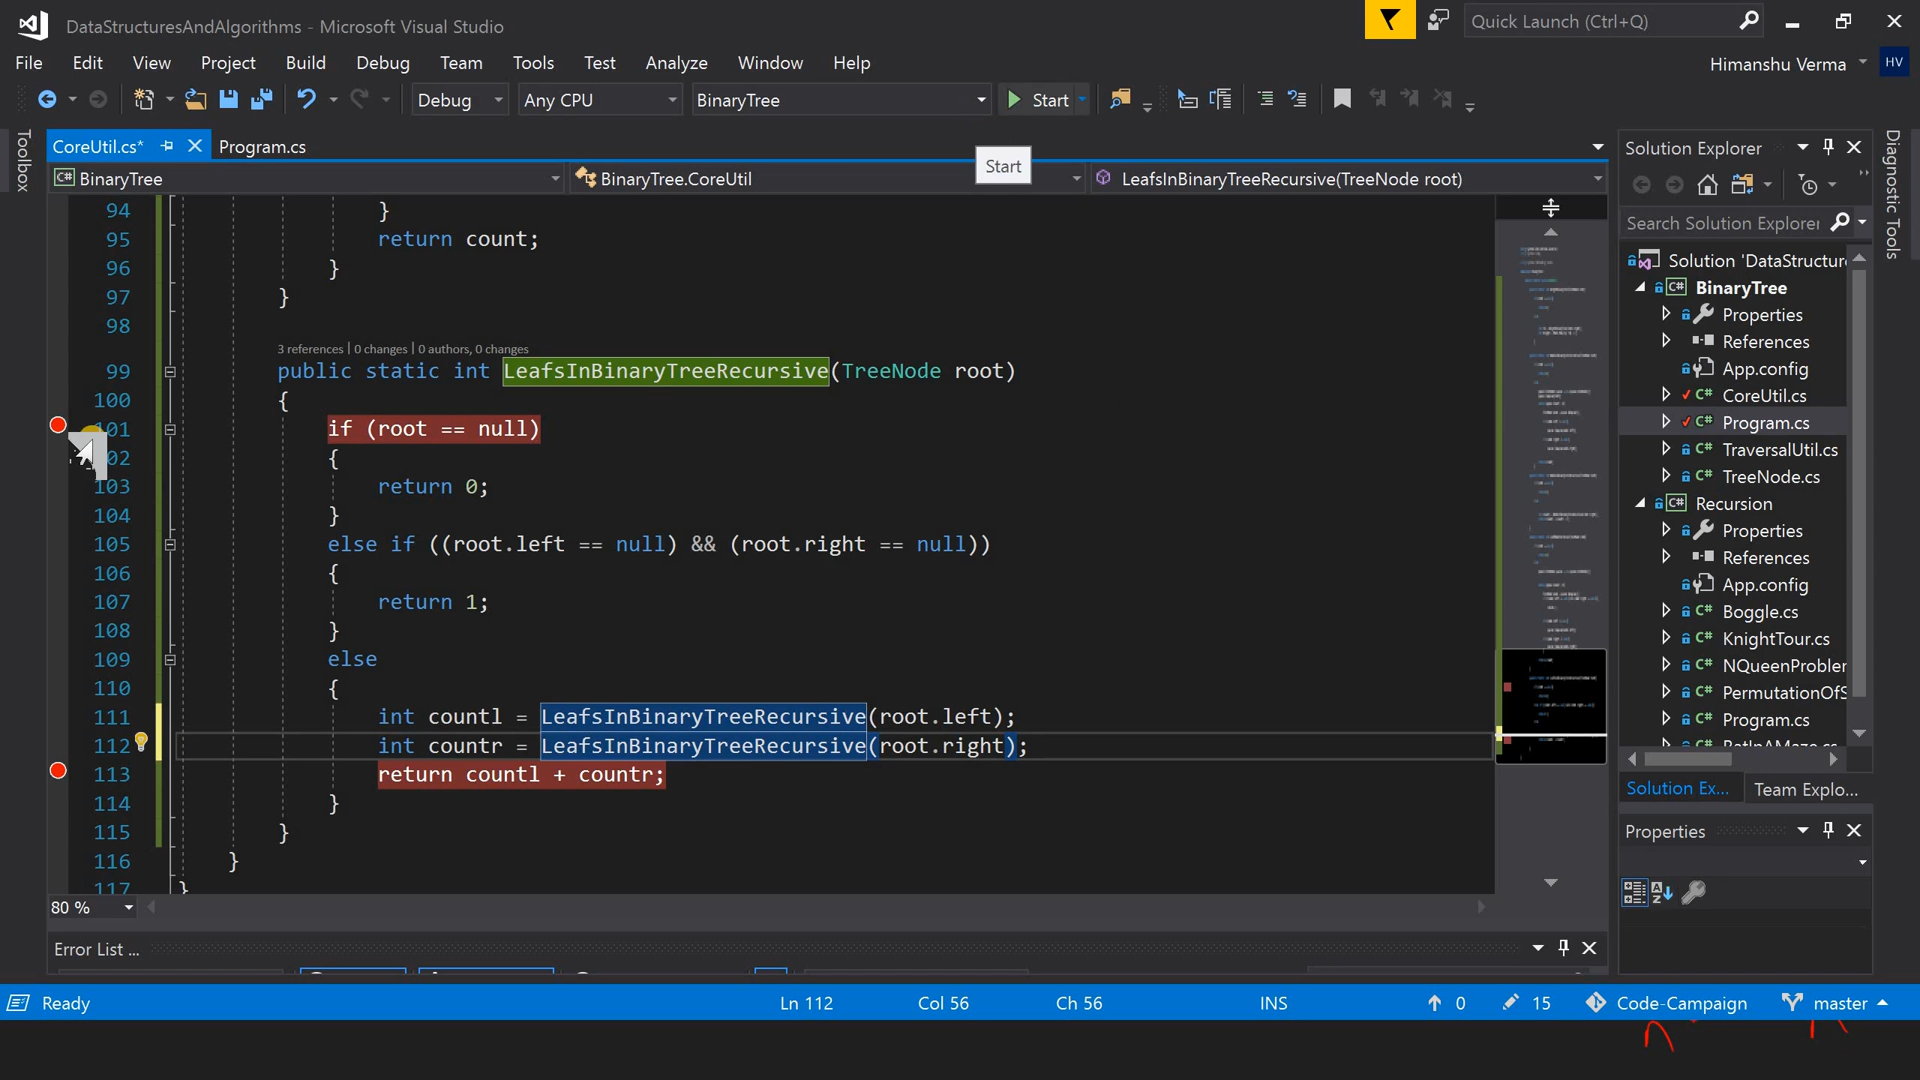 DataStructuresAndAlgorithms - Microsoft Visual Studio
Quick Launch (Ctrl+Q)
File Edit View Project Build Debug Team Tools Test Analyze Window Help
Himanshu Verma HV
Debug Any CPU BinaryTree Start
Toolbox
CoreUtil.cs* Program.cs
Start
BinaryTree BinaryTree.CoreUtil LeafsInBinaryTreeRecursive(TreeNode root)
94 }
95 return count;
96 }
97 }
98
3 references | 0 changes | 0 authors, 0 changes
99 public static int LeafsInBinaryTreeRecursive(TreeNode root)
100 {
101 if (root == null)
02 {
103 return 0;
104 }
105 else if ((root.left == null) && (root.right == null))
106 {
107 return 1;
108 }
109 else
110 {
111 int countl = LeafsInBinaryTreeRecursive(root.left);
112 int countr = LeafsInBinaryTreeRecursive(root.right);
113 return countl + countr;
114 }
115 }
116 }
117 }
80 %
Error List ...
Solution Explorer
Search Solution Explorer
Solution 'DataStructure
BinaryTree
Properties
References
App.config
CoreUtil.cs
Program.cs
TraversalUtil.cs
TreeNode.cs
Recursion
Properties
References
App.config
Boggle.cs
KnightTour.cs
NQueenProblem
PermutationOfS
Program.cs
RatInAMaze.cs
Solution Ex... Team Explo...
Properties
Diagnostic Tools
Ready Ln 112 Col 56 Ch 56 INS 0 15 Code-Campaign master